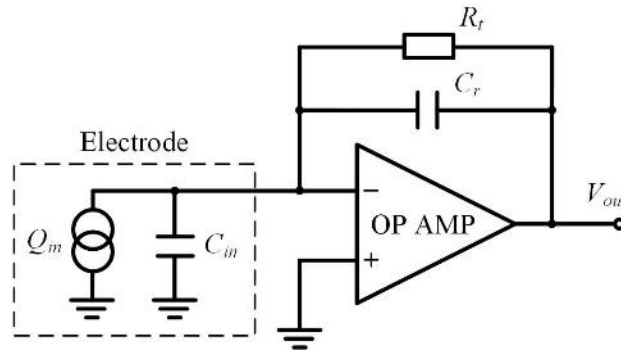 R_t
C_r
Electrode
Q_in
C_in
−
OP AMP
+
V_ou